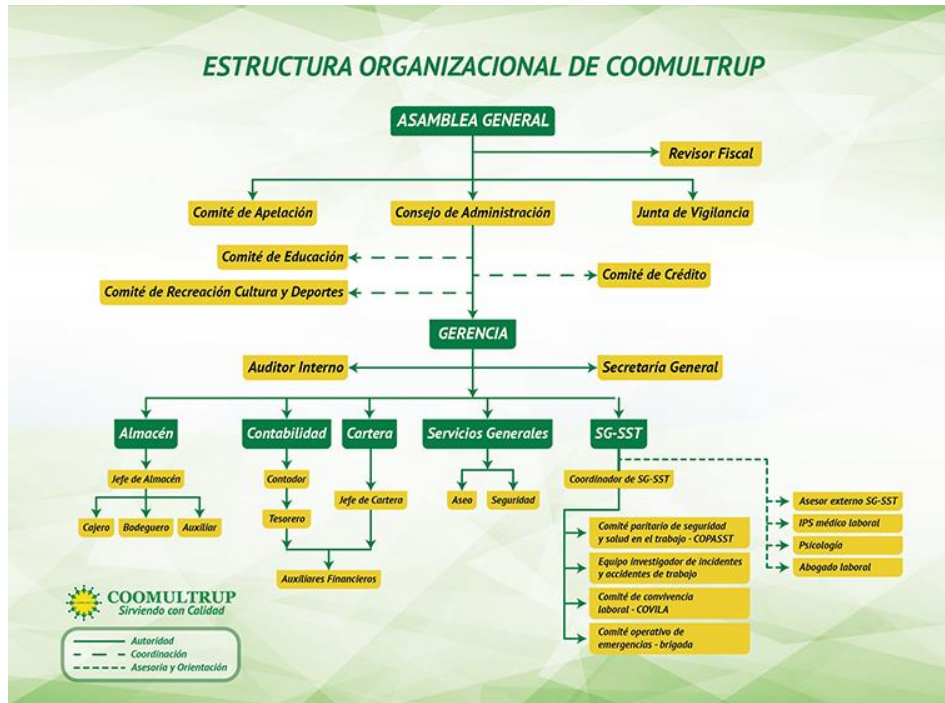 ESTRUCTURA ORGANIZACIONAL DE COOMULTRUP
ASAMBLEA GENERAL
Revisor Fiscal
Comité de Apelación
Consejo de Administración
Junta de Vigilancia
Comité de Educación
Comité de Crédito
Comité de Recreación Cultura y Deportes
GERENCIA
Auditor Interno
Secretaría General
Almacén
Contabilidad
Cartera
Servicios Generales
SG-SST
Jefe de Almacén
Contador
Coordinador de SG-SST
Cajero
Bodeguero
Auxiliar
Tesorero
Jefe de Cartera
Aseo
Seguridad
Auxiliares Financieros
Comité paritario de seguridad
y salud en el trabajo - COPASST
Equipo investigador de incidentes
y accidentes de trabajo
Comité de convivencia
laboral - COVILA
Comité operativo de
emergencias - brigada
Asesor externo SG-SST
IPS médico laboral
Psicología
Abogado laboral
COOMULTRUP
Sirviendo con Calidad
Autoridad
Coordinación
Asesoría y Orientación